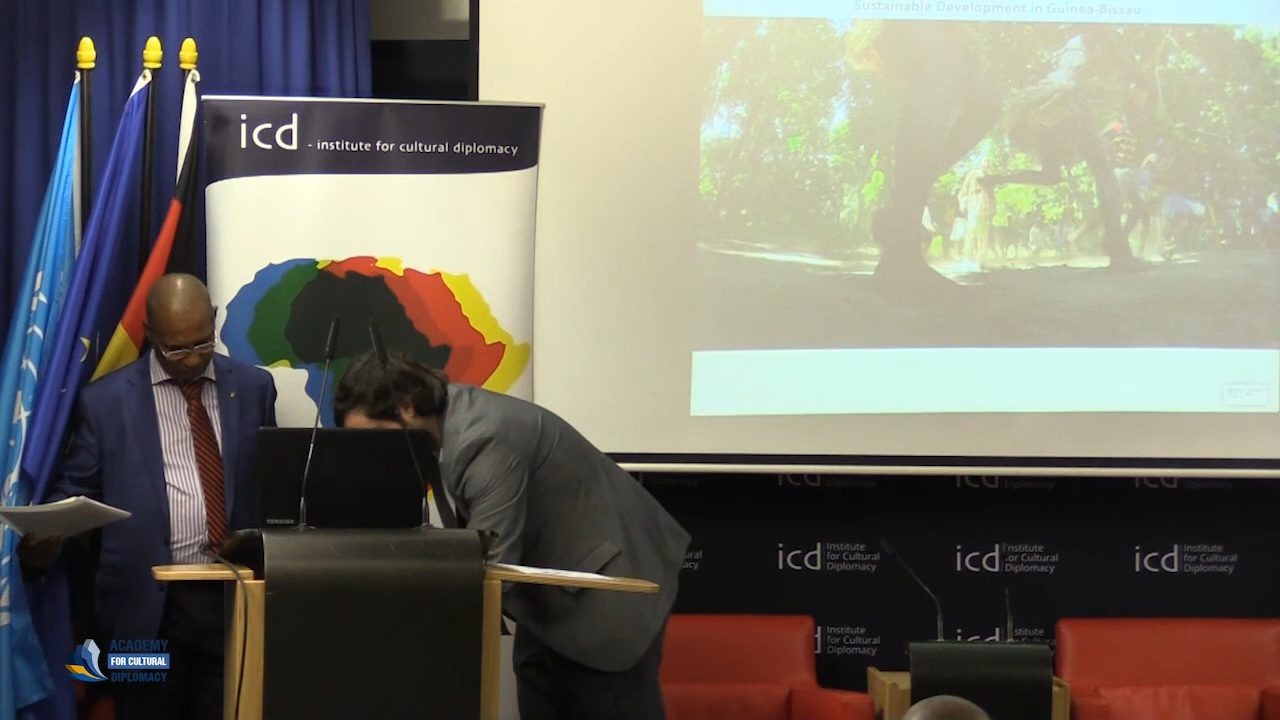 Sustainable Development in Guinea-Bissau
icd - institute for cultural diplomacy
TOSHIBA
icd Institute
for Cultural
Diplomacy
icd Institute
for Cultural
Diplomacy
icd Institute
for Cultural
Diplomacy
Institute
for Cultural
Diplomacy
icd
ACADEMY
FOR CULTURAL
DIPLOMACY